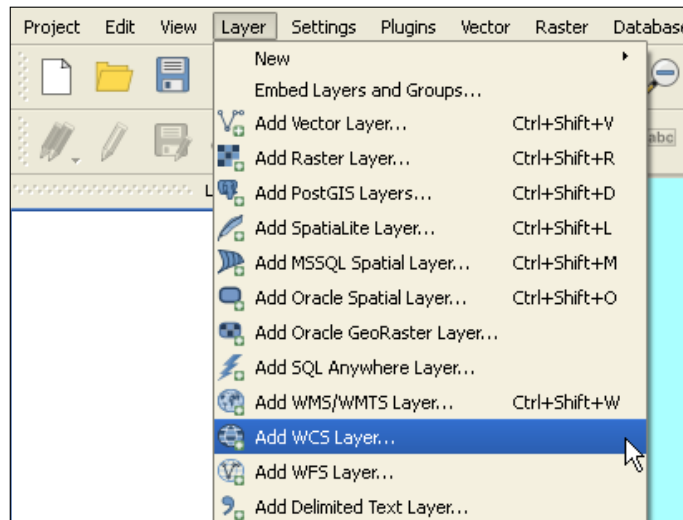 Project Edit View Layer Settings Plugins Vector Raster Database
New
Embed Layers and Groups...
Add Vector Layer... Ctrl+Shift+V
Add Raster Layer... Ctrl+Shift+R
abc
Add PostGIS Layers... Ctrl+Shift+D
L
Add SpatiaLite Layer... Ctrl+Shift+L
Add MSSQL Spatial Layer... Ctrl+Shift+M
Add Oracle Spatial Layer... Ctrl+Shift+O
Add Oracle GeoRaster Layer...
Add SQL Anywhere Layer...
Add WMS/WMTS Layer... Ctrl+Shift+W
Add WCS Layer...
Add WFS Layer...
Add Delimited Text Layer...